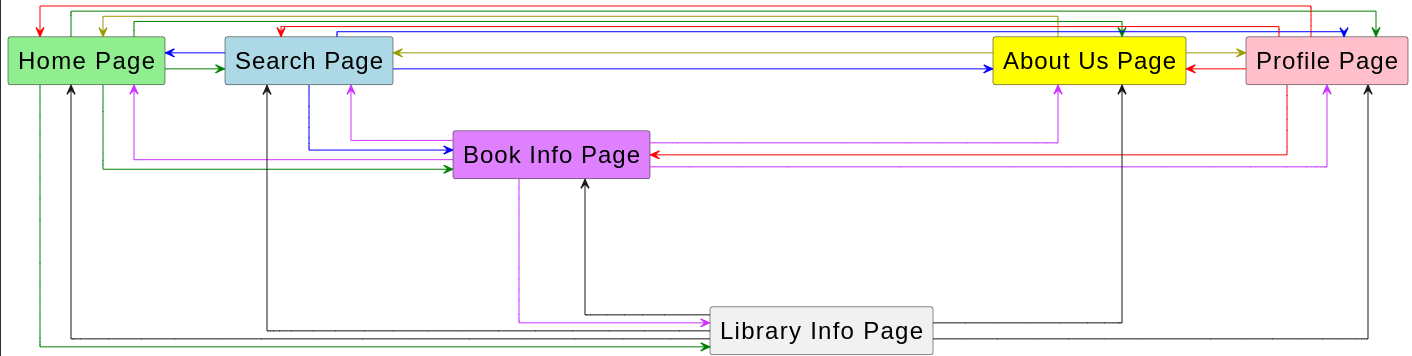 Home Page
Search Page
About Us Page
Profile Page
Book Info Page
Library Info Page